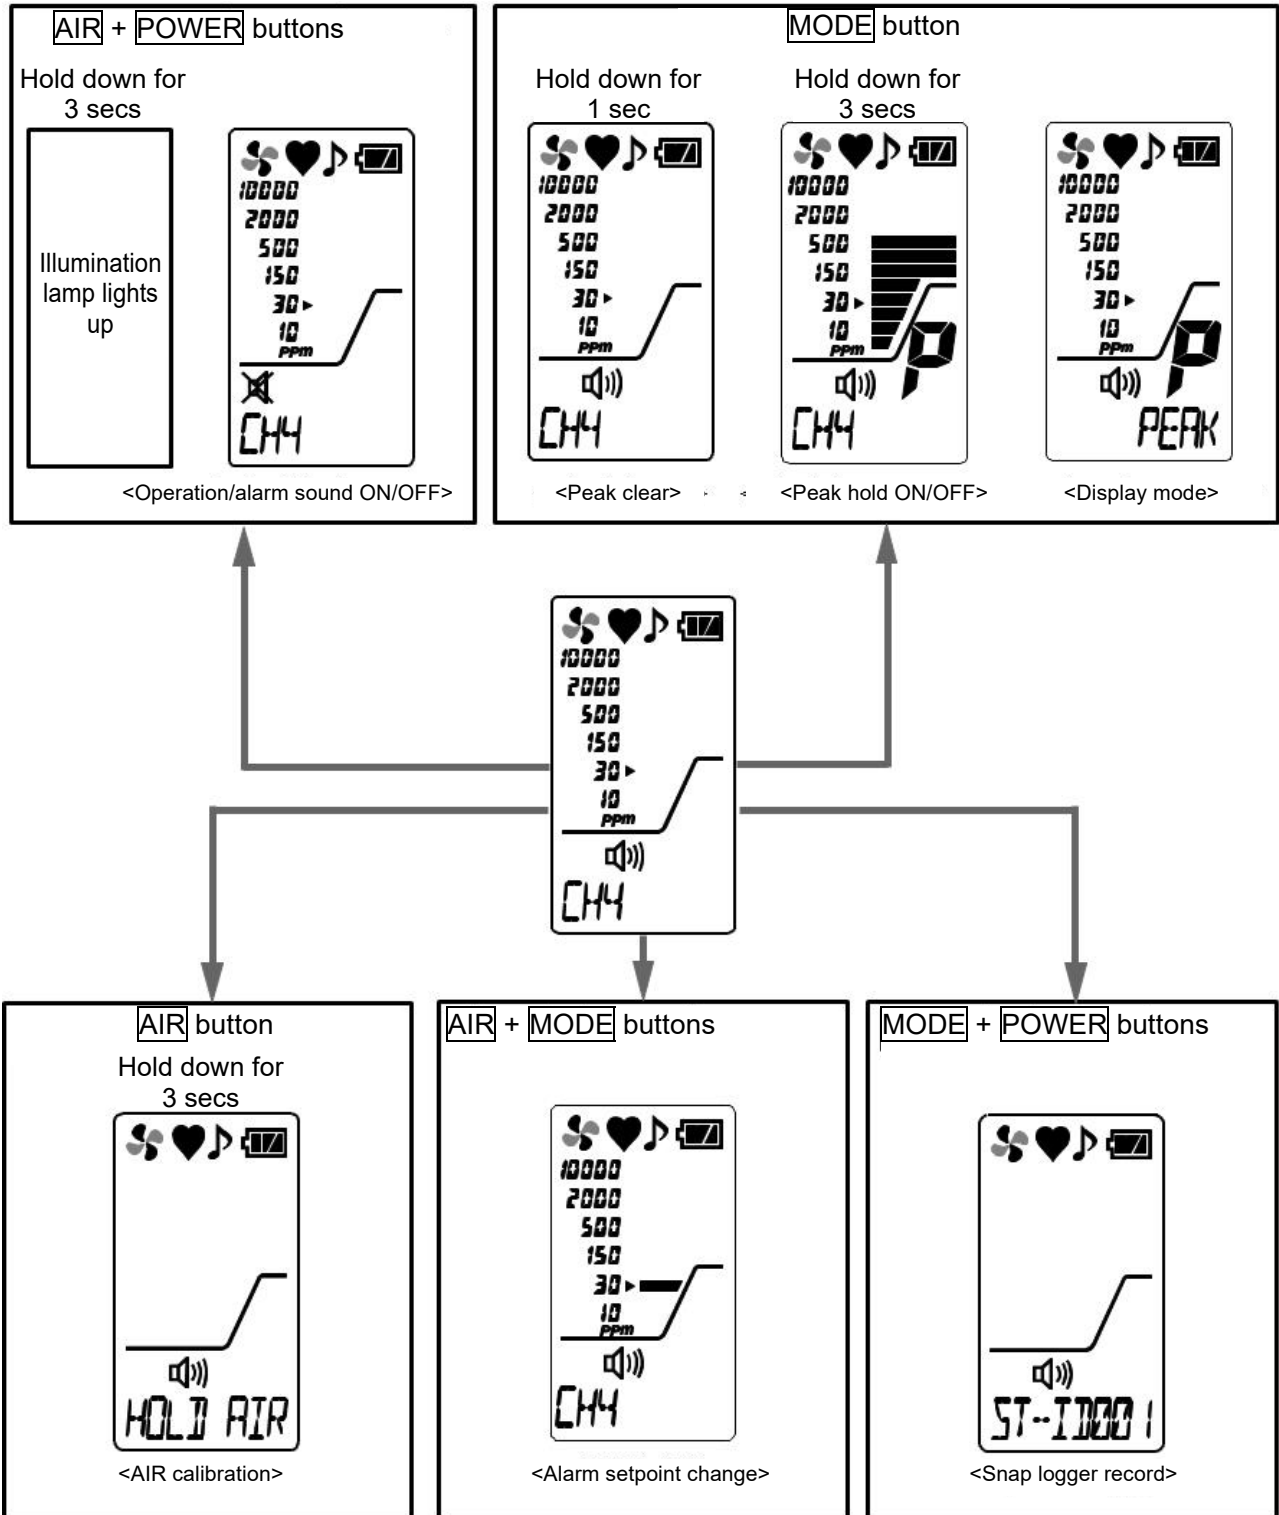 AIR + POWER buttons
Hold down for
3 secs
Illumination
lamp lights
up
10000
2000
500
150
30
10
ppm
CH4
<Operation/alarm sound ON/OFF>
MODE button
Hold down for
1 sec
10000
2000
500
150
30
10
ppm
CH4
<Peak clear>
Hold down for
3 secs
10000
2000
500
150
30
10
ppm
P
CH4
<Peak hold ON/OFF>
10000
2000
500
150
30
10
ppm
P
PEAK
<Display mode>
10000
2000
500
150
30
10
ppm
CH4
AIR button
Hold down for
3 secs
HOLD AIR
<AIR calibration>
AIR + MODE buttons
10000
2000
500
150
30
10
ppm
CH4
<Alarm setpoint change>
MODE + POWER buttons
ST--ID001
<Snap logger record>